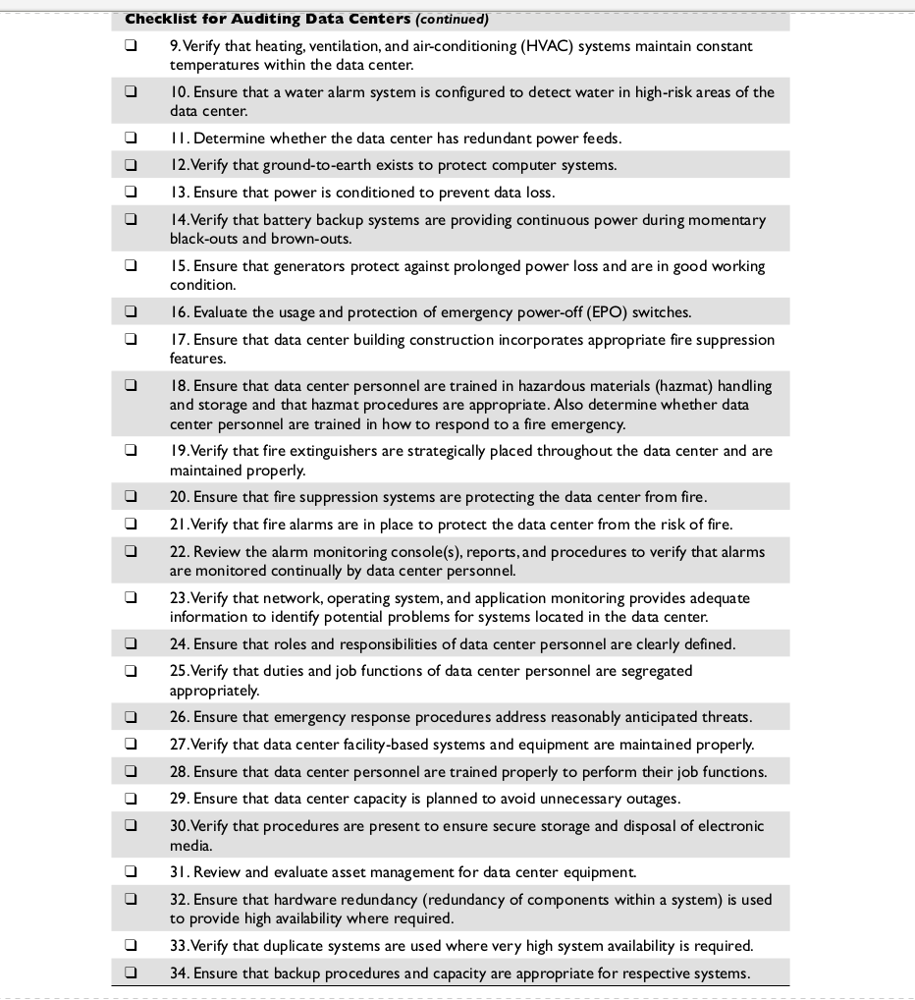 Checklist for Auditing Data Centers (continued)
❏ 9. Verify that heating, ventilation, and air-conditioning (HVAC) systems maintain constant
temperatures within the data center.
❏ 10. Ensure that a water alarm system is configured to detect water in high-risk areas of the
data center.
❏ 11. Determine whether the data center has redundant power feeds.
❏ 12. Verify that ground-to-earth exists to protect computer systems.
❏ 13. Ensure that power is conditioned to prevent data loss.
❏ 14. Verify that battery backup systems are providing continuous power during momentary
black-outs and brown-outs.
❏ 15. Ensure that generators protect against prolonged power loss and are in good working
condition.
❏ 16. Evaluate the usage and protection of emergency power-off (EPO) switches.
❏ 17. Ensure that data center building construction incorporates appropriate fire suppression
features.
❏ 18. Ensure that data center personnel are trained in hazardous materials (hazmat) handling
and storage and that hazmat procedures are appropriate. Also determine whether data
center personnel are trained in how to respond to a fire emergency.
❏ 19. Verify that fire extinguishers are strategically placed throughout the data center and are
maintained properly.
❏ 20. Ensure that fire suppression systems are protecting the data center from fire.
❏ 21. Verify that fire alarms are in place to protect the data center from the risk of fire.
❏ 22. Review the alarm monitoring console(s), reports, and procedures to verify that alarms
are monitored continually by data center personnel.
❏ 23. Verify that network, operating system, and application monitoring provides adequate
information to identify potential problems for systems located in the data center.
❏ 24. Ensure that roles and responsibilities of data center personnel are clearly defined.
❏ 25. Verify that duties and job functions of data center personnel are segregated
appropriately.
❏ 26. Ensure that emergency response procedures address reasonably anticipated threats.
❏ 27. Verify that data center facility-based systems and equipment are maintained properly.
❏ 28. Ensure that data center personnel are trained properly to perform their job functions.
❏ 29. Ensure that data center capacity is planned to avoid unnecessary outages.
❏ 30. Verify that procedures are present to ensure secure storage and disposal of electronic
media.
❏ 31. Review and evaluate asset management for data center equipment.
❏ 32. Ensure that hardware redundancy (redundancy of components within a system) is used
to provide high availability where required.
❏ 33. Verify that duplicate systems are used where very high system availability is required.
❏ 34. Ensure that backup procedures and capacity are appropriate for respective systems.